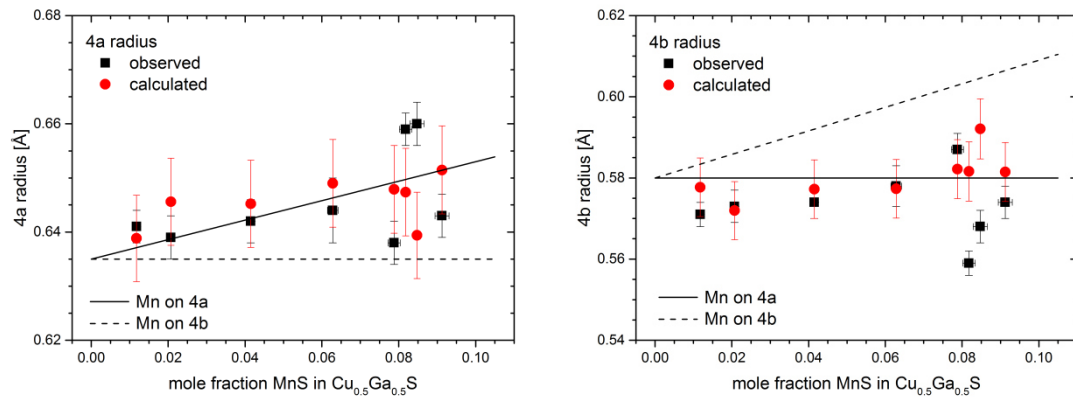 4a radius
observed
calculated
0.66
0.64
0.62
4a radius [Å]
Mn on 4a
Mn on 4b
0.00 0.02 0.04 0.06 0.08 0.10
mole fraction MnS in Cu₀.₅Ga₀.₅S
0.62
4b radius
observed
calculated
0.60
0.58
0.56
0.54
4b radius [Å]
Mn on 4a
Mn on 4b
0.00 0.02 0.04 0.06 0.08 0.10
mole fraction MnS in Cu₀.₅Ga₀.₅S